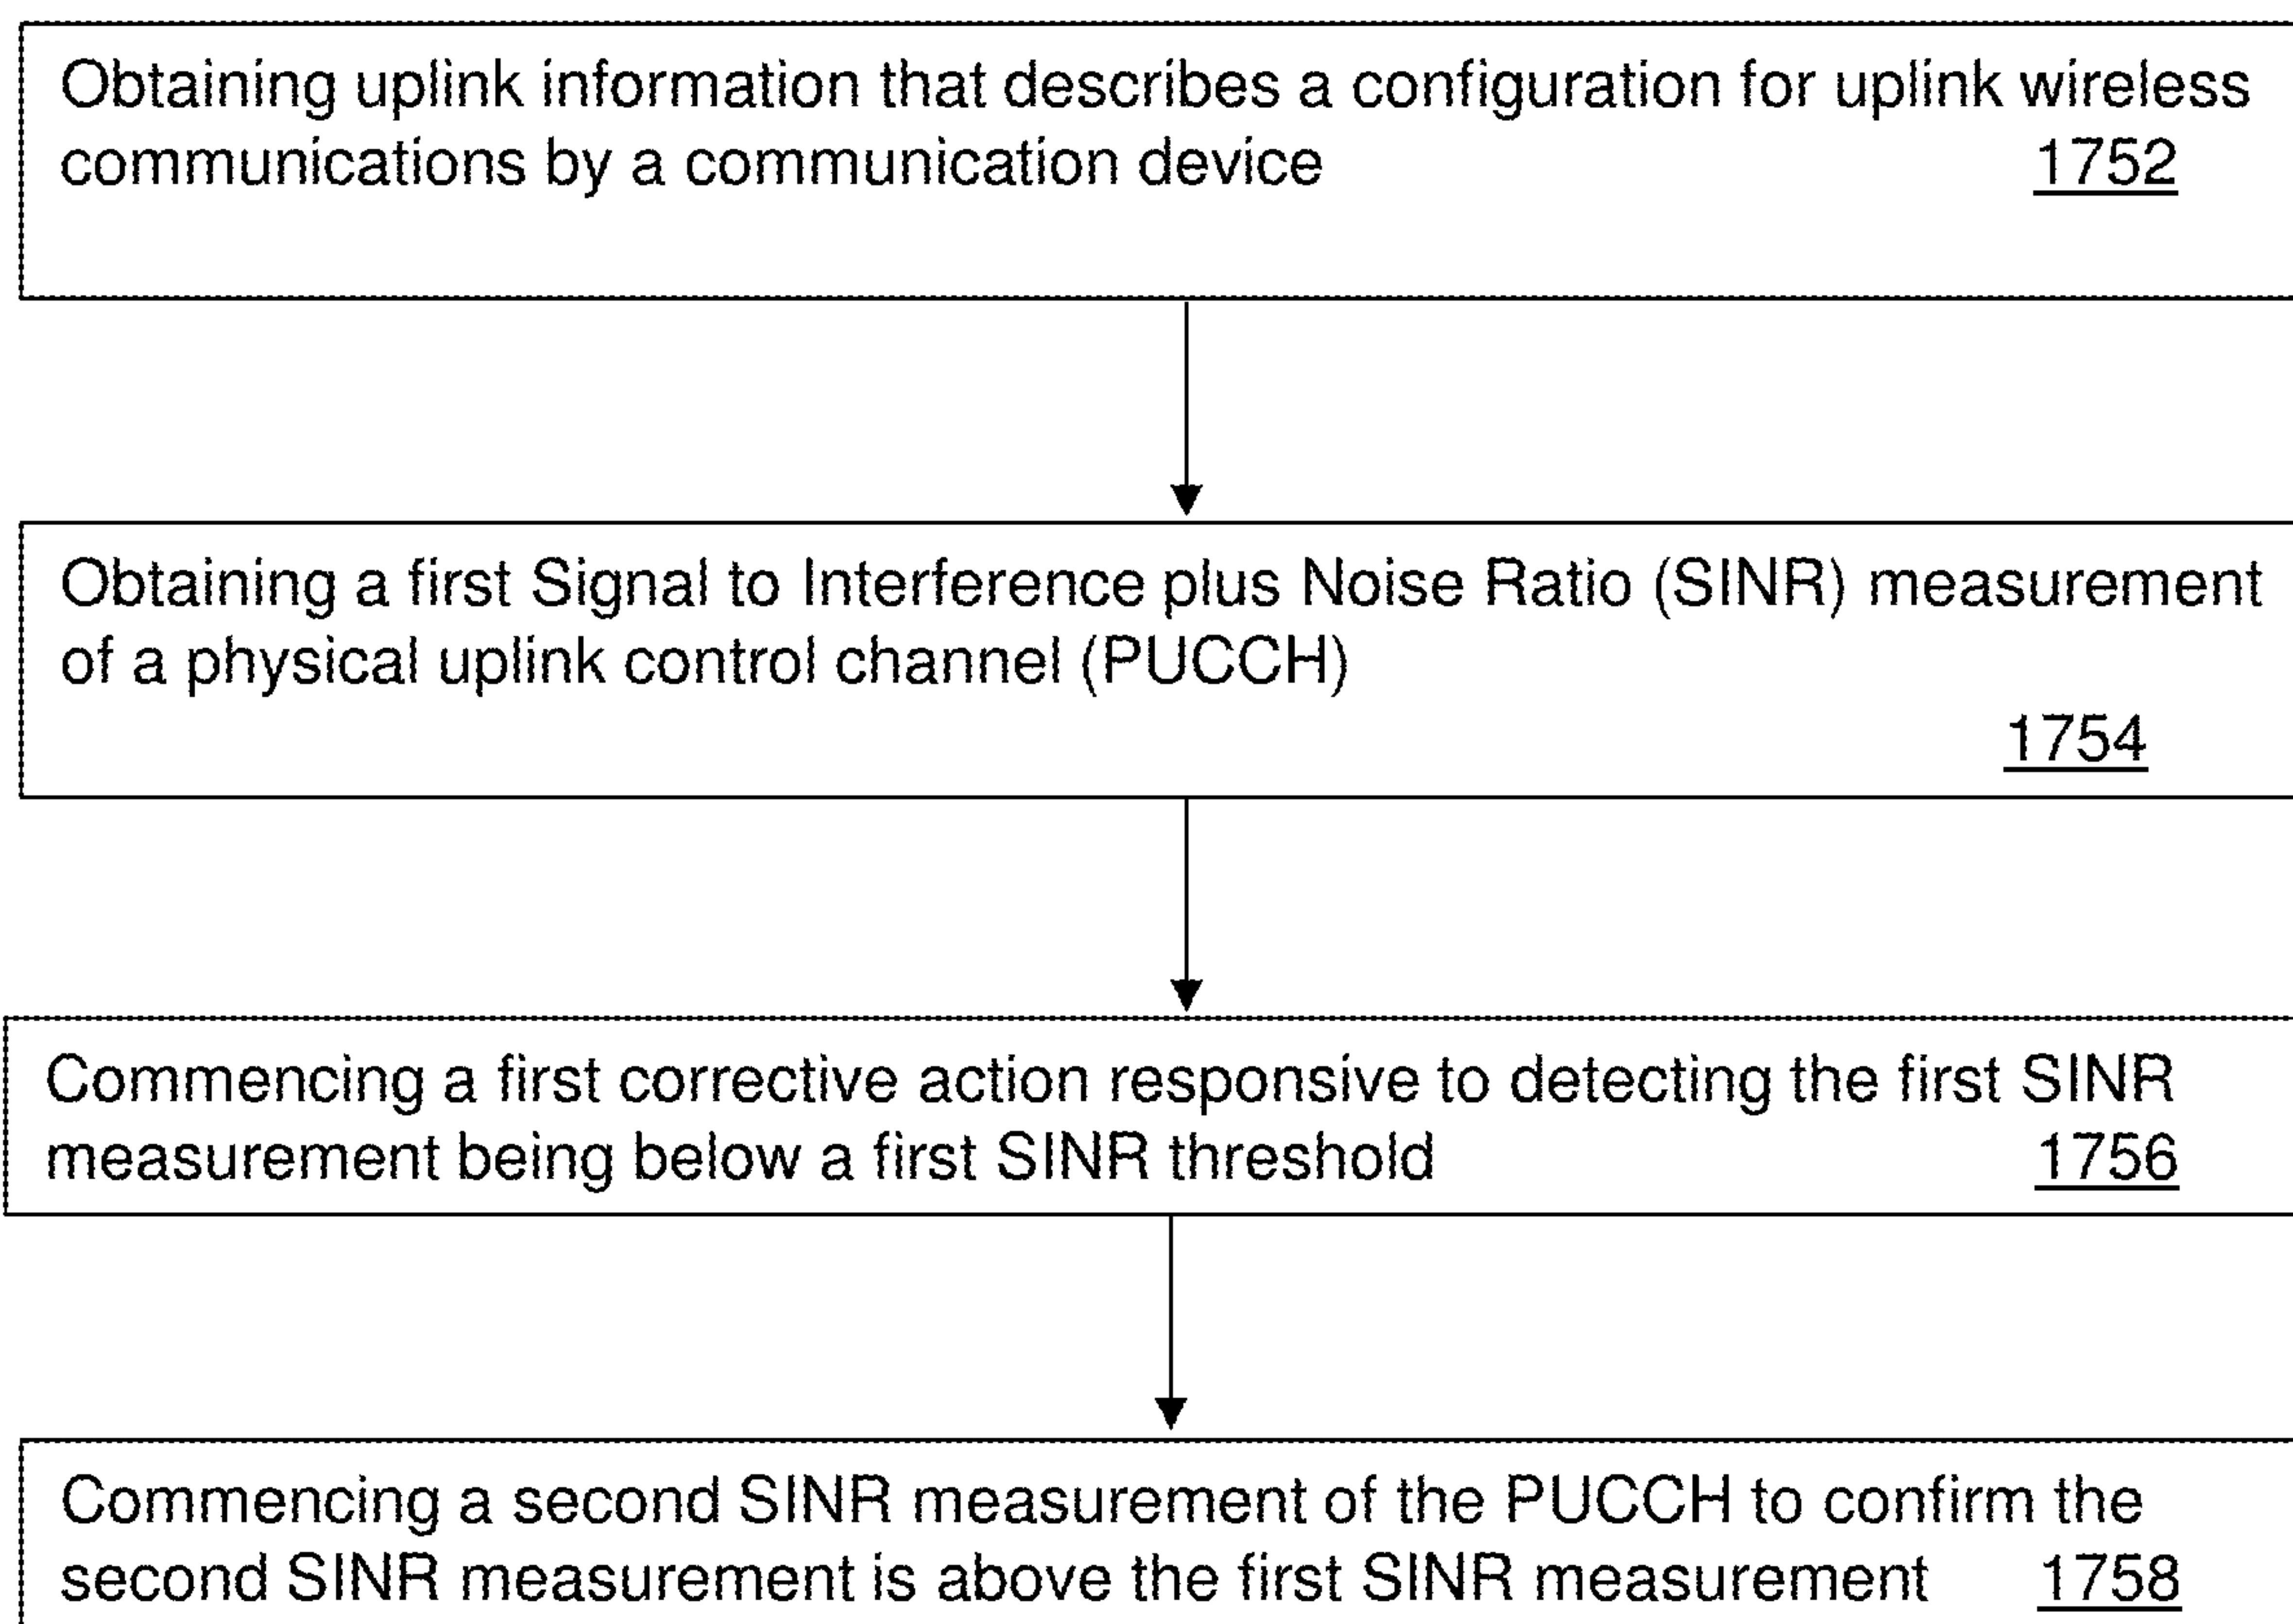 Obtaining uplink information that describes a configuration for uplink wireless
communications by a communication device 1752
Obtaining a first Signal to Interference plus Noise Ratio (SINR) measurement
of a physical uplink control channel (PUCCH)
1754
Commencing a first corrective action responsive to detecting the first SINR
measurement being below a first SINR threshold 1756
Commencing a second SINR measurement of the PUCCH to confirm the
second SINR measurement is above the first SINR measurement 1758